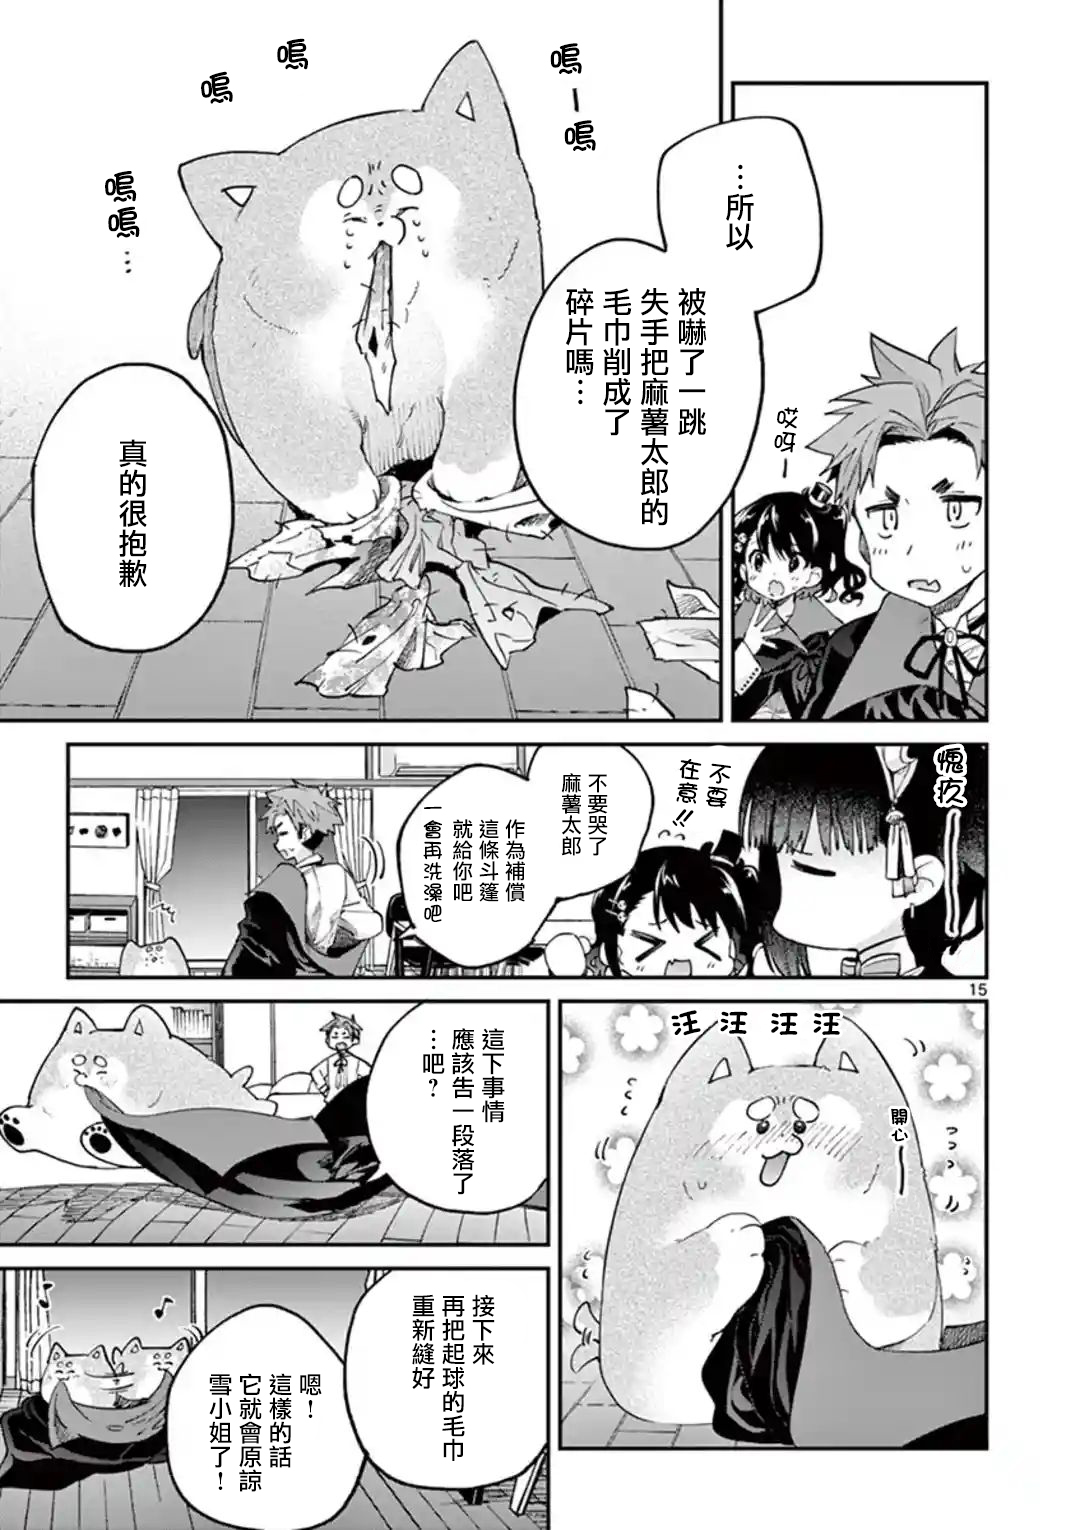 …所以
被嚇了一跳
失手把麻薯太郎的
毛巾削成了
碎片嗎…
哎呀ー
嗚ー嗚
嗚
嗚
嗚
嗚…
真的很抱歉
愧疚
不要
在意!!
不要哭了
麻薯太郎
作為補償
這條斗篷
就給你吧
一會再洗澡吧
15
汪汪汪汪
開心ー
這下事情
應該告一段落了
…吧?
接下來
再把起球的毛巾
重新縫好
嗯!
這樣的話
它就會原諒
雪小姐了!